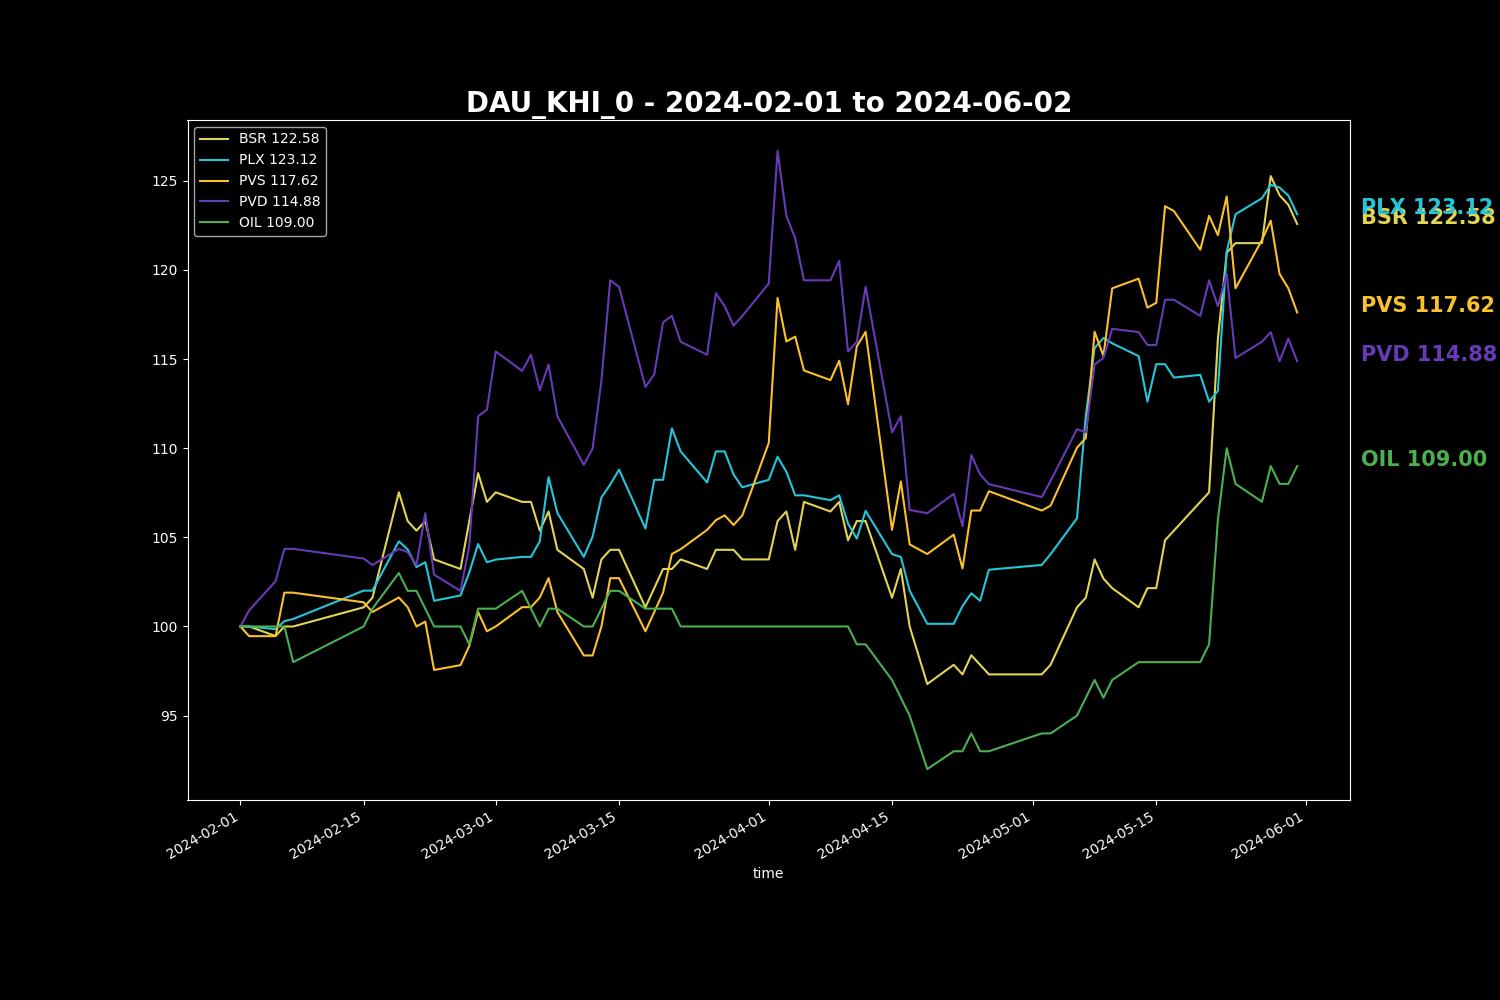 DAU_KHI_0 - 2024-02-01 to 2024-06-02
BSR 122.58
PLX 123.12
PVS 117.62
PVD 114.88
OIL 109.00
125
120
115
110
105
100
95
PLX 123.12
BSR 122.58
PVS 117.62
PVD 114.88
OIL 109.00
2024-02-01
2024-02-15
2024-03-01
2024-03-15
2024-04-01
2024-04-15
2024-05-01
2024-05-15
2024-06-01
time